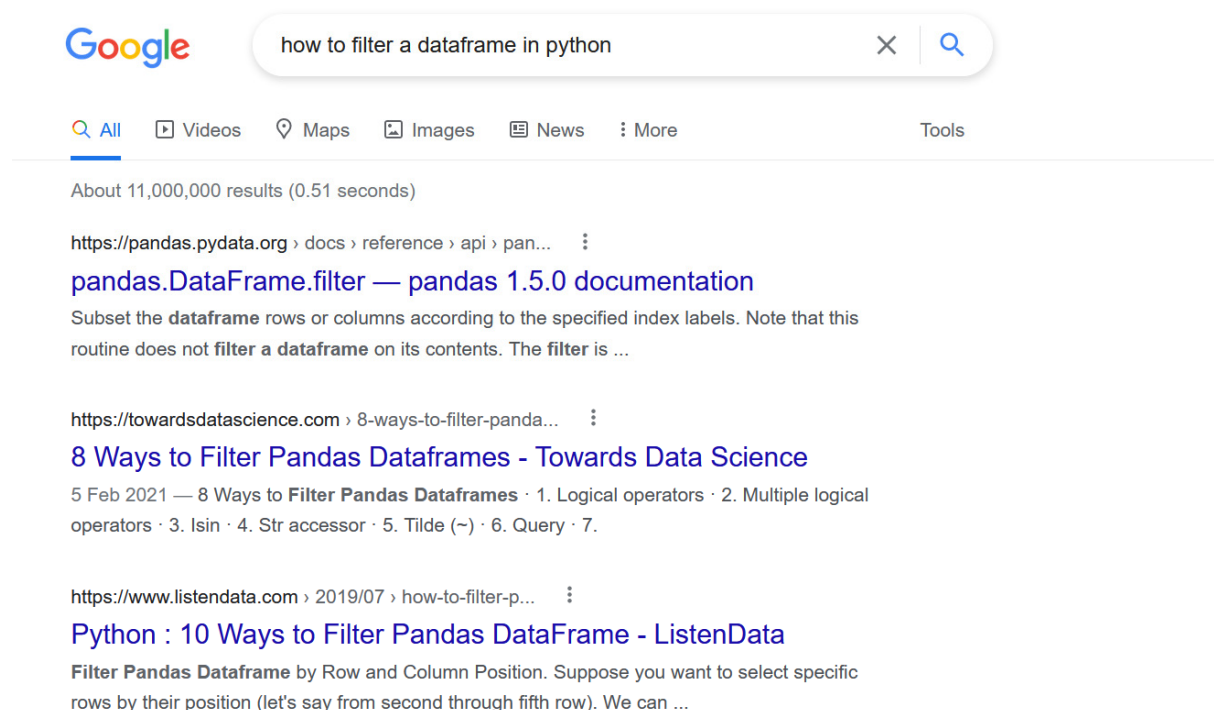 Google
how to filter a dataframe in python
All Videos Maps Images News More Tools
About 11,000,000 results (0.51 seconds)
https://pandas.pydata.org › docs › reference › api › pan...
pandas.DataFrame.filter — pandas 1.5.0 documentation
Subset the dataframe rows or columns according to the specified index labels. Note that this
routine does not filter a dataframe on its contents. The filter is ...
https://towardsdatascience.com › 8-ways-to-filter-panda...
8 Ways to Filter Pandas Dataframes - Towards Data Science
5 Feb 2021 — 8 Ways to Filter Pandas Dataframes · 1. Logical operators · 2. Multiple logical
operators · 3. Isin · 4. Str accessor · 5. Tilde (~) · 6. Query · 7.
https://www.listendata.com › 2019/07 › how-to-filter-p...
Python : 10 Ways to Filter Pandas DataFrame - ListenData
Filter Pandas Dataframe by Row and Column Position. Suppose you want to select specific
rows by their position (let's say from second through fifth row). We can ...